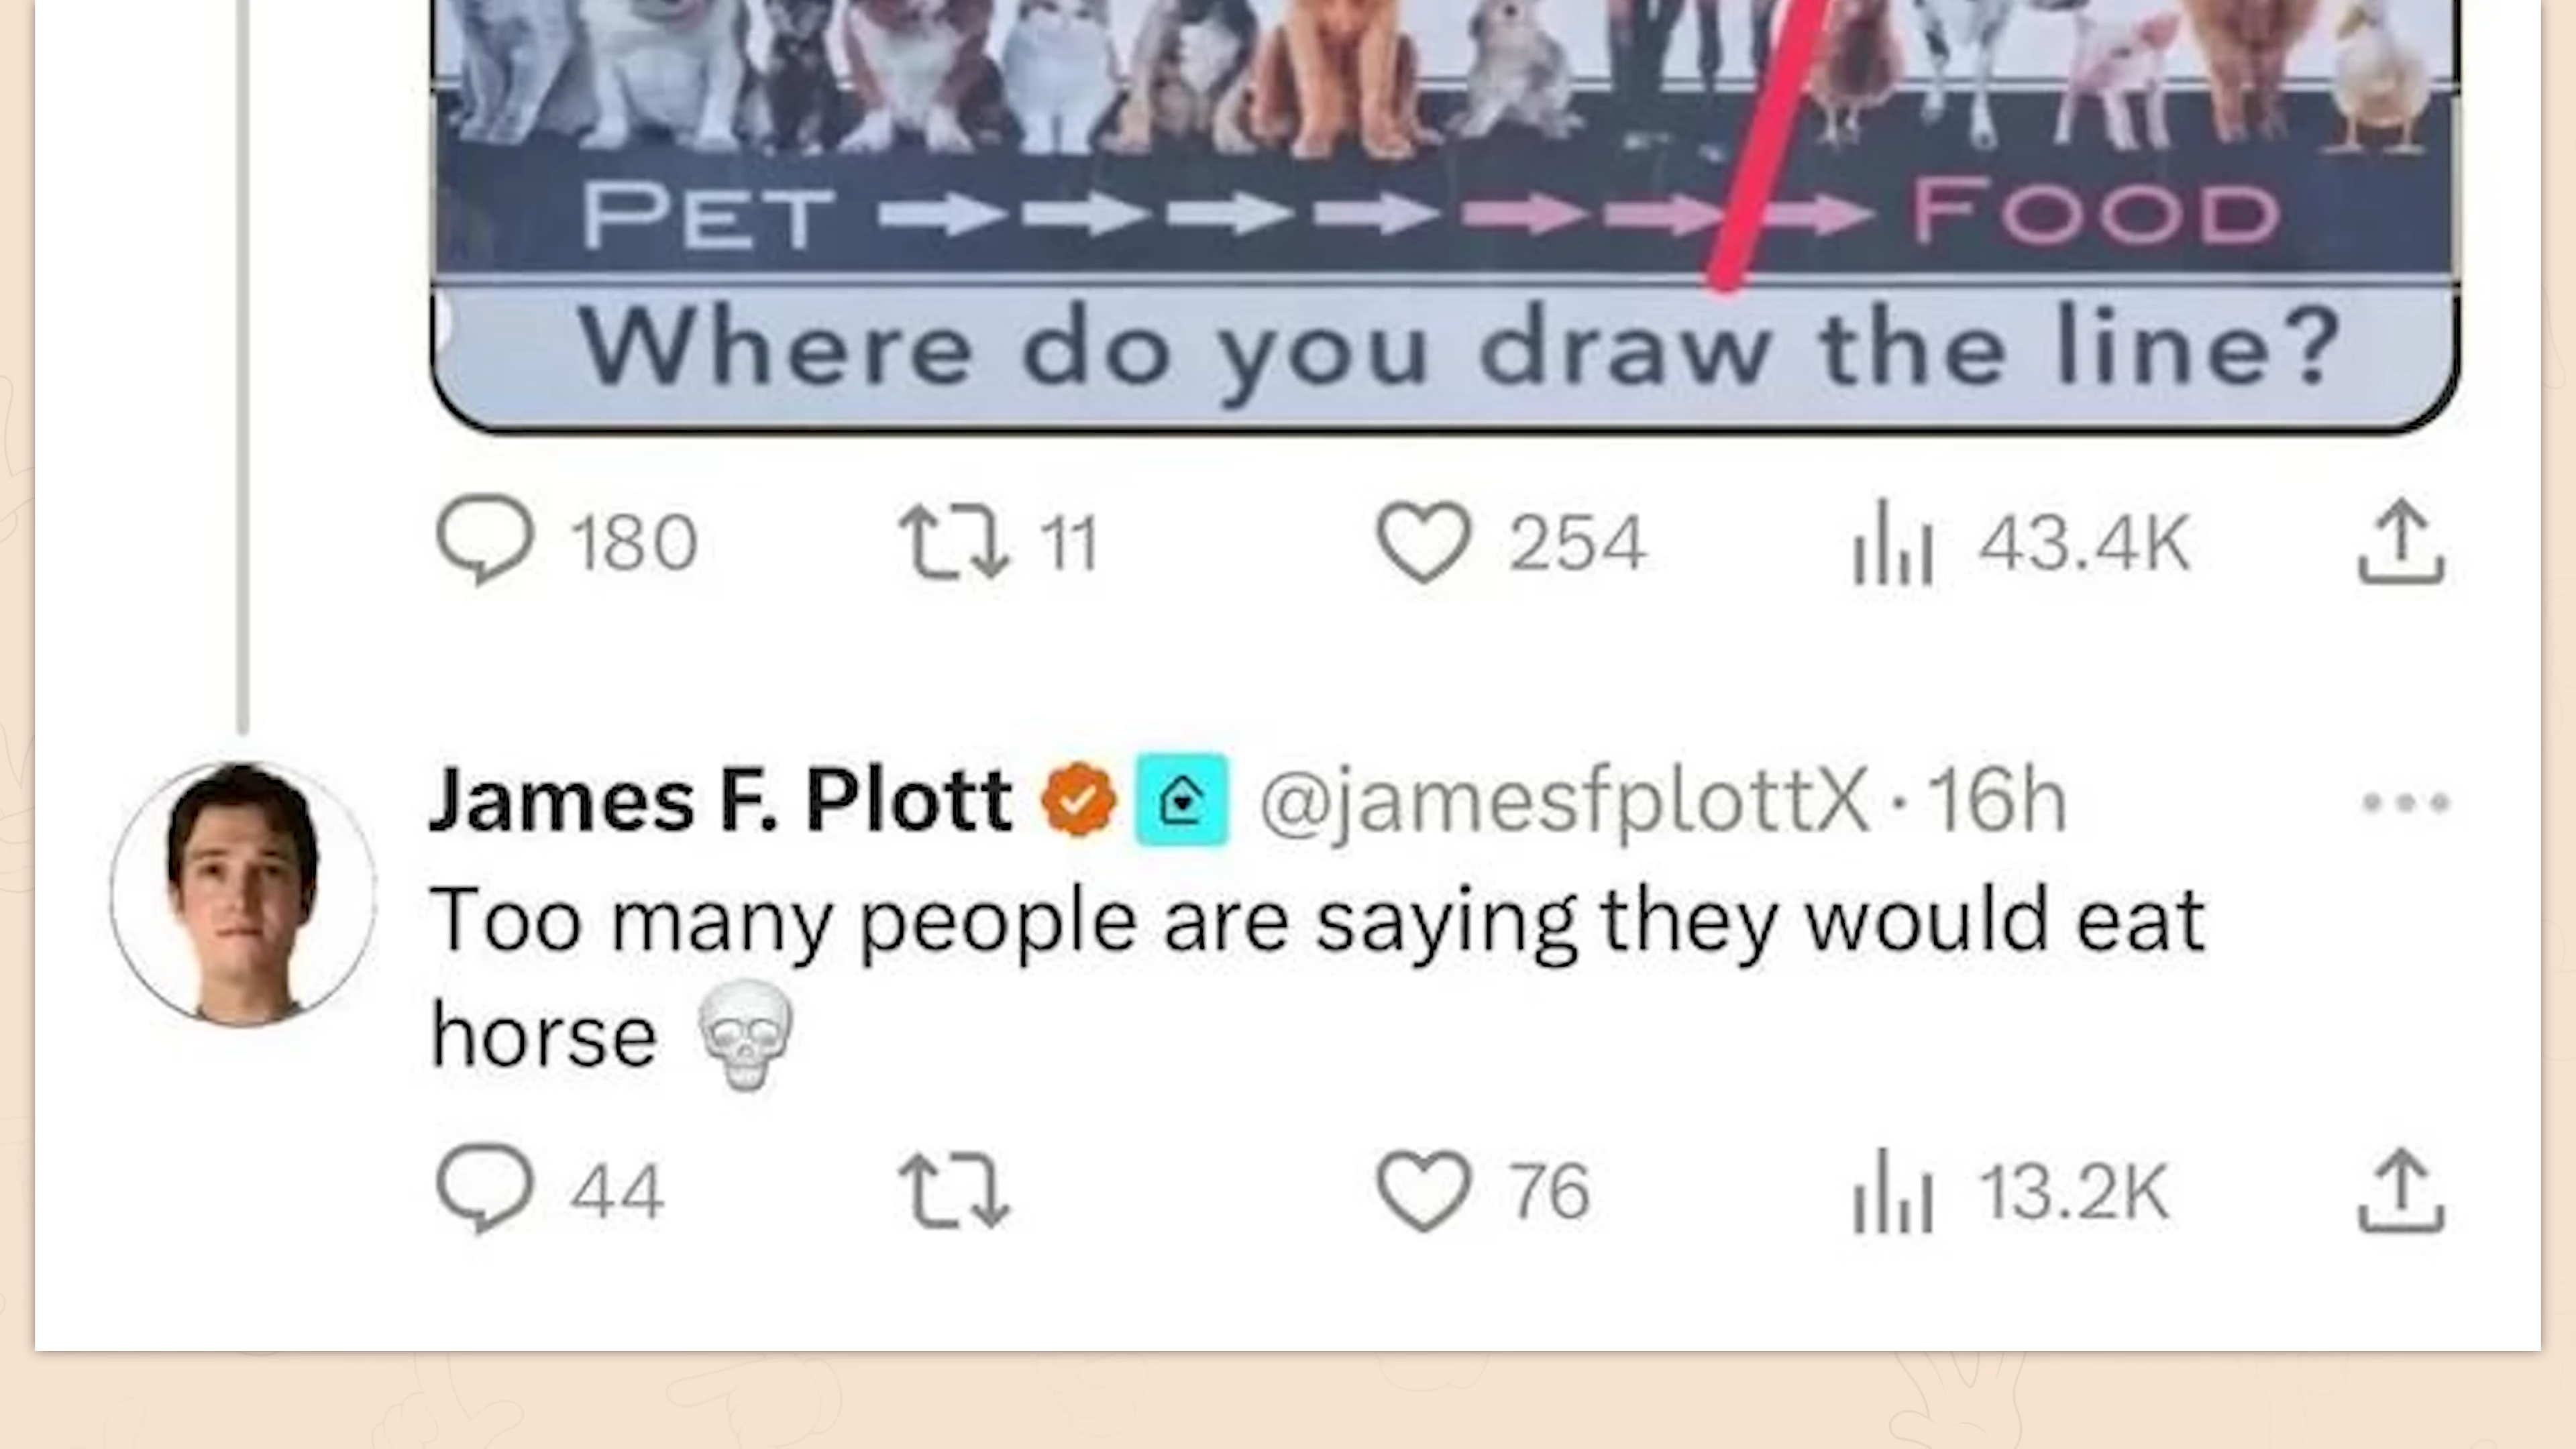 PET FOOD
Where do you draw the line?
180 11 254 43.4K
James F. Plott @jamesfplottX · 16h
Too many people are saying they would eat
horse 💀
44 76 13.2K